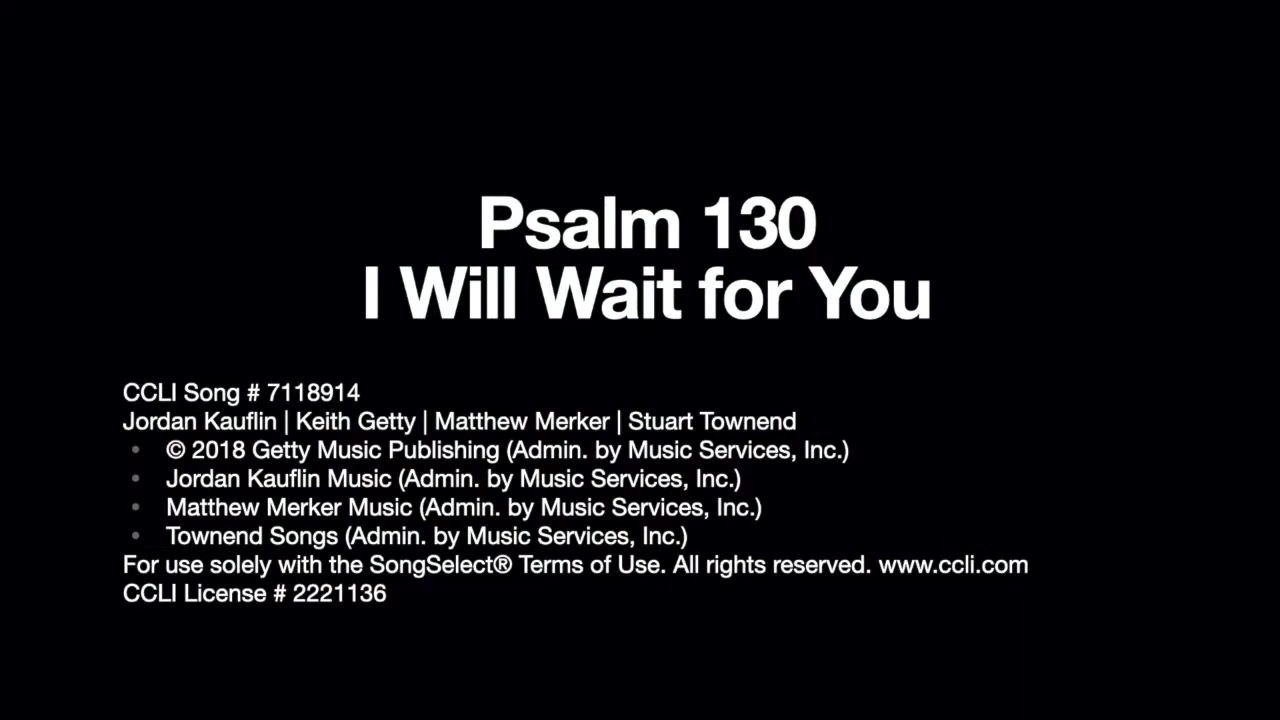 Psalm 130
I Will Wait for You
CCLI Song # 7118914
Jordan Kauflin | Keith Getty | Matthew Merker | Stuart Townend
• © 2018 Getty Music Publishing (Admin. by Music Services, Inc.)
• Jordan Kauflin Music (Admin. by Music Services, Inc.)
• Matthew Merker Music (Admin. by Music Services, Inc.)
• Townend Songs (Admin. by Music Services, Inc.)
For use solely with the SongSelect® Terms of Use. All rights reserved. www.ccli.com
CCLI License # 2221136